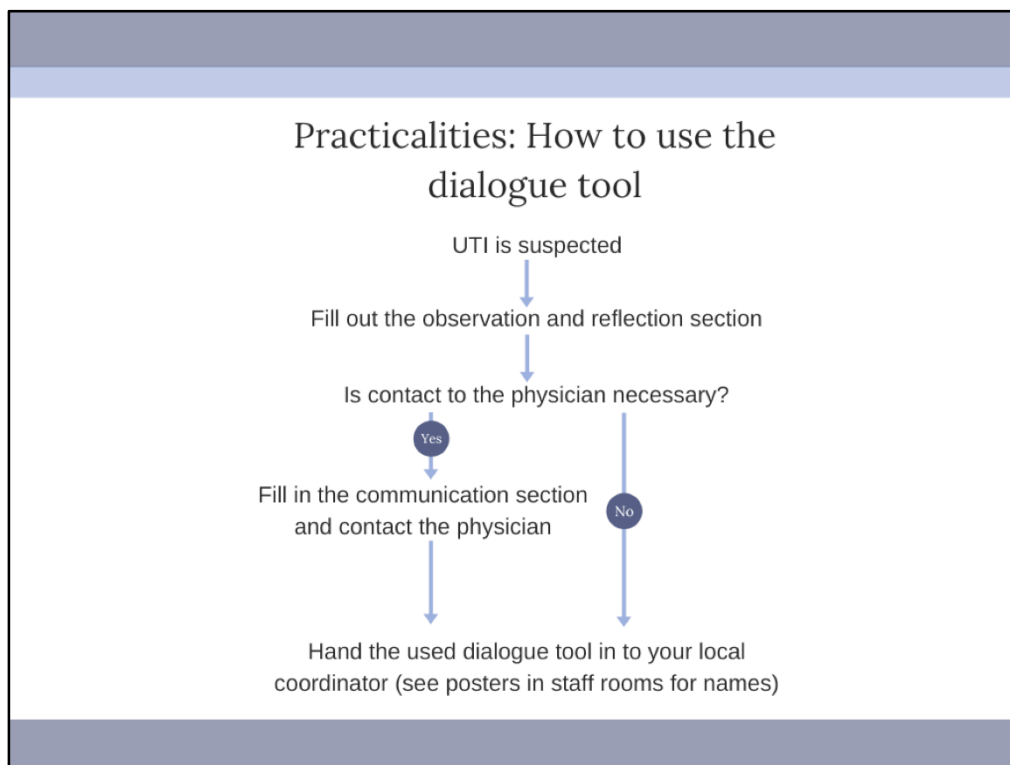 Practicalities: How to use the
dialogue tool
UTI is suspected
Fill out the observation and reflection section
Is contact to the physician necessary?
Yes
Fill in the communication section
and contact the physician
No
Hand the used dialogue tool in to your local
coordinator (see posters in staff rooms for names)